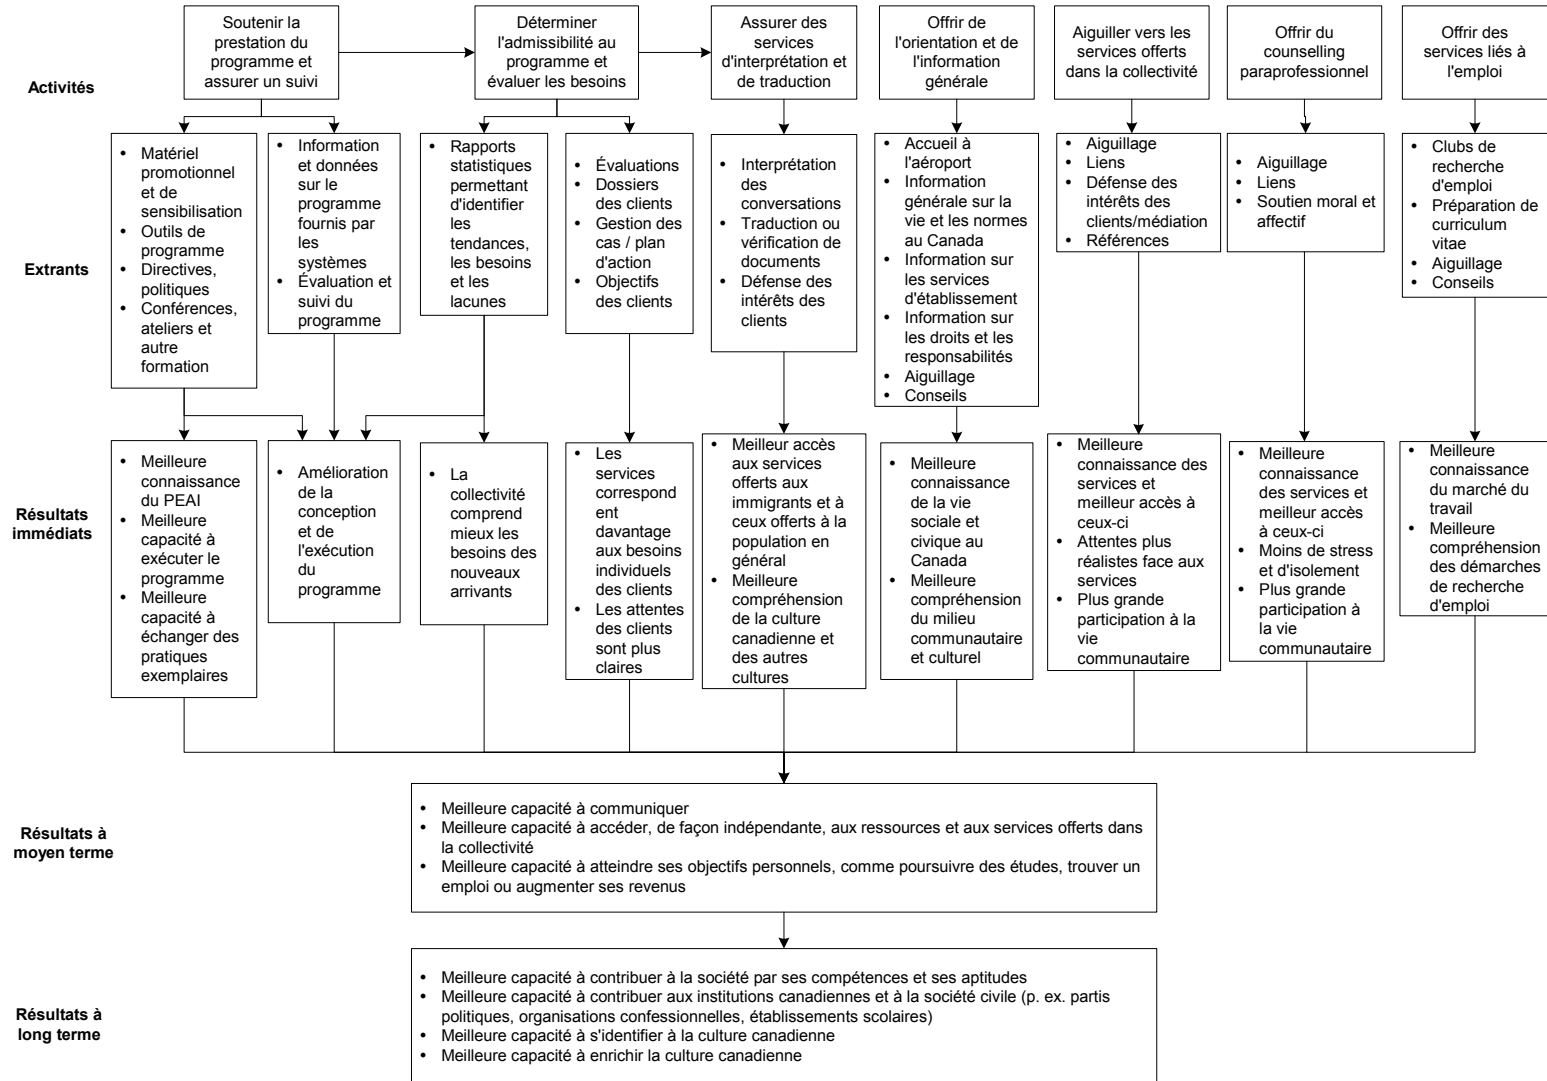 Activités
Soutenir la
prestation du
programme et
assurer un suivi
Déterminer
l'admissibilité au
programme et
évaluer les besoins
Assurer des
services
d'interprétation et
de traduction
Offrir de
l'orientation et de
l'information
générale
Aiguiller vers les
services offerts
dans la collectivité
Offrir du
counselling
paraprofessionnel
Offrir des
services liés à
l'emploi
Extrants
• Matériel
promotionnel
et de
sensibilisation
• Outils de
programme
• Directives,
politiques
• Conférences,
ateliers et
autre
formation
• Information
et données
sur le
programme
fournis par
les
systèmes
• Évaluation et
suivi du
programme
• Rapports
statistiques
permettant
d'identifier
les
tendances,
les besoins
et les
lacunes
• Évaluations
• Dossiers
des clients
• Gestion des
cas / plan
d'action
• Objectifs
des clients
• Interprétation
des
conversations
• Traduction ou
vérification de
documents
• Défense des
intérêts des
clients
• Accueil à
l'aéroport
• Information
générale sur la
vie et les normes
au Canada
• Information sur
les services
d'établissement
• Information sur
les droits et les
responsabilités
• Aiguillage
• Conseils
• Aiguillage
• Liens
• Défense des
intérêts des
clients/médiation
• Références
• Aiguillage
• Liens
• Soutien moral et
affectif
• Clubs de
recherche
d'emploi
• Préparation de
curriculum
vitae
• Aiguillage
• Conseils
Résultats
immédiats
• Meilleure
connaissance
du PEAI
• Meilleure
capacité à
exécuter le
programme
• Meilleure
capacité à
échanger des
pratiques
exemplaires
• Amélioration
de la
conception
et de
l'exécution
du
programme
• La
collectivité
comprend
mieux les
besoins des
nouveaux
arrivants
• Les
services
correspond
ent
davantage
aux besoins
individuels
des clients
• Les attentes
des clients
sont plus
claires
• Meilleur accès
aux services
offerts aux
immigrants et à
ceux offerts à la
population en
général
• Meilleure
compréhension
de la culture
canadienne et
des autres
cultures
• Meilleure
connaissance
de la vie
sociale et
civique au
Canada
• Meilleure
compréhension
du milieu
communautaire
et culturel
• Meilleure
connaissance des
services et
meilleur accès à
ceux-ci
• Attentes plus
réalistes face aux
services
• Plus grande
participation à la
vie
communautaire
• Meilleure
connaissance
des services et
meilleur accès
à ceux-ci
• Moins de stress
et d'isolement
• Plus grande
participation à
la vie
communautaire
• Meilleure
connaissance
du marché du
travail
• Meilleure
compréhension
des démarches
de recherche
d'emploi
Résultats à
moyen terme
• Meilleure capacité à communiquer
• Meilleure capacité à accéder, de façon indépendante, aux ressources et aux services offerts dans
la collectivité
• Meilleure capacité à atteindre ses objectifs personnels, comme poursuivre des études, trouver un
emploi ou augmenter ses revenus
Résultats à
long terme
• Meilleure capacité à contribuer à la société par ses compétences et ses aptitudes
• Meilleure capacité à contribuer aux institutions canadiennes et à la société civile (p. ex. partis
politiques, organisations confessionnelles, établissements scolaires)
• Meilleure capacité à s'identifier à la culture canadienne
• Meilleure capacité à enrichir la culture canadienne